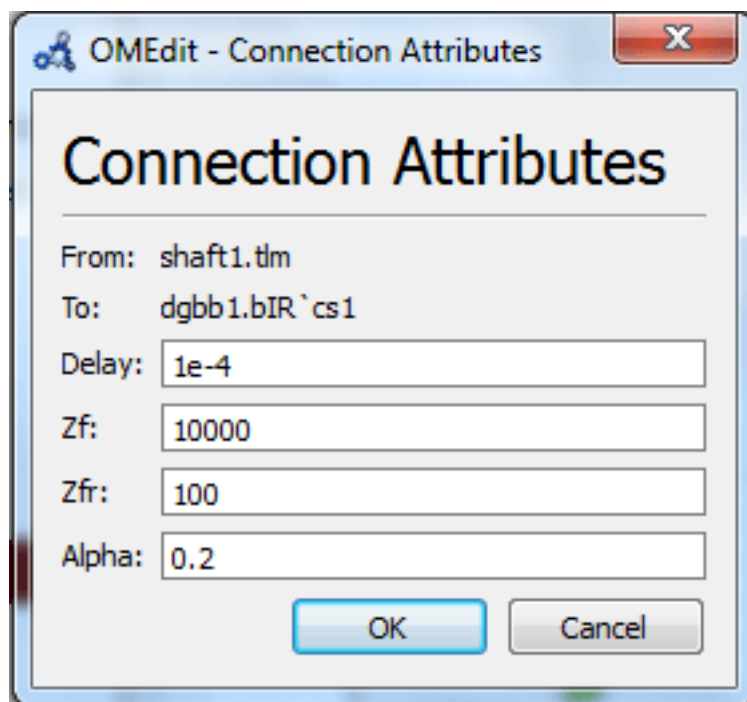 OMEdit - Connection Attributes
Connection Attributes
From: shaft1.tlm
To: dgbb1.bIR`cs1
Delay: 1e-4
Zf: 10000
Zfr: 100
Alpha: 0.2
OK Cancel